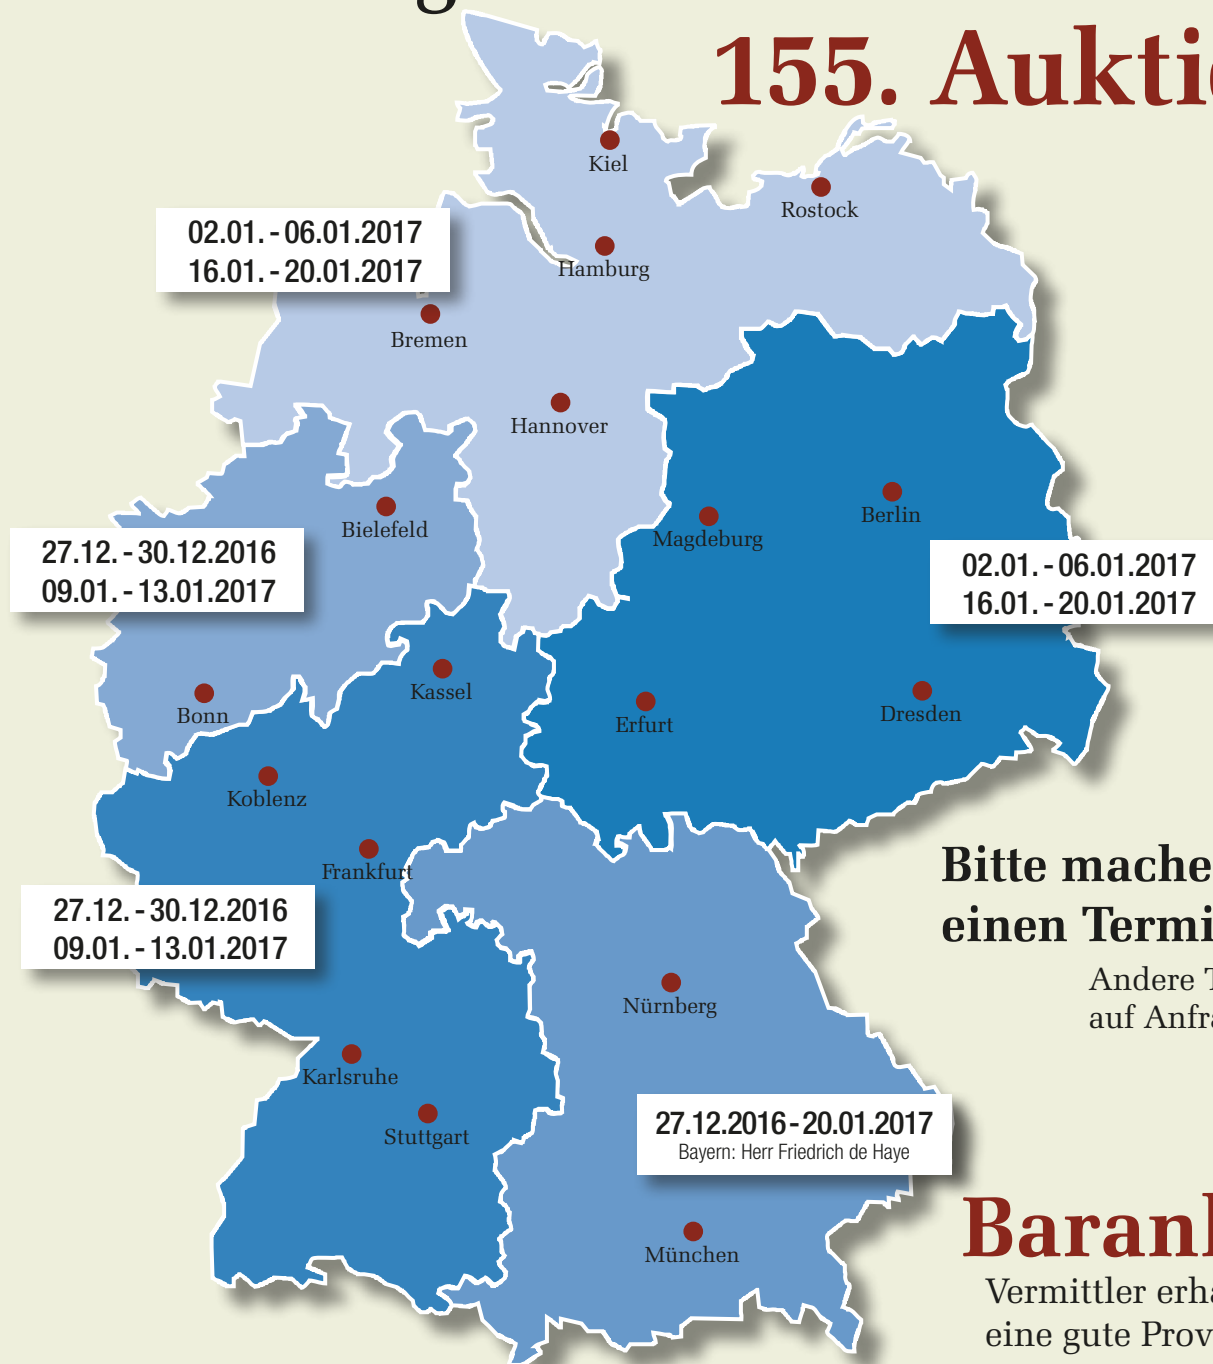 155. Auktio
Kiel
Rostock
02.01. - 06.01.2017
16.01. - 20.01.2017
Hamburg
Bremen
Hannover
Bielefeld
Berlin
Magdeburg
27.12. - 30.12.2016
09.01. - 13.01.2017
02.01. - 06.01.2017
16.01. - 20.01.2017
Kassel
Bonn
Erfurt
Dresden
Koblenz
Frankfurt
Bitte mache
einen Termi
27.12. - 30.12.2016
09.01. - 13.01.2017
Andere T
auf Anfra
Nürnberg
Karlsruhe
Stuttgart
27.12.2016 - 20.01.2017
Bayern: Herr Friedrich de Haye
München
Barank
Vermittler erha
eine gute Prov